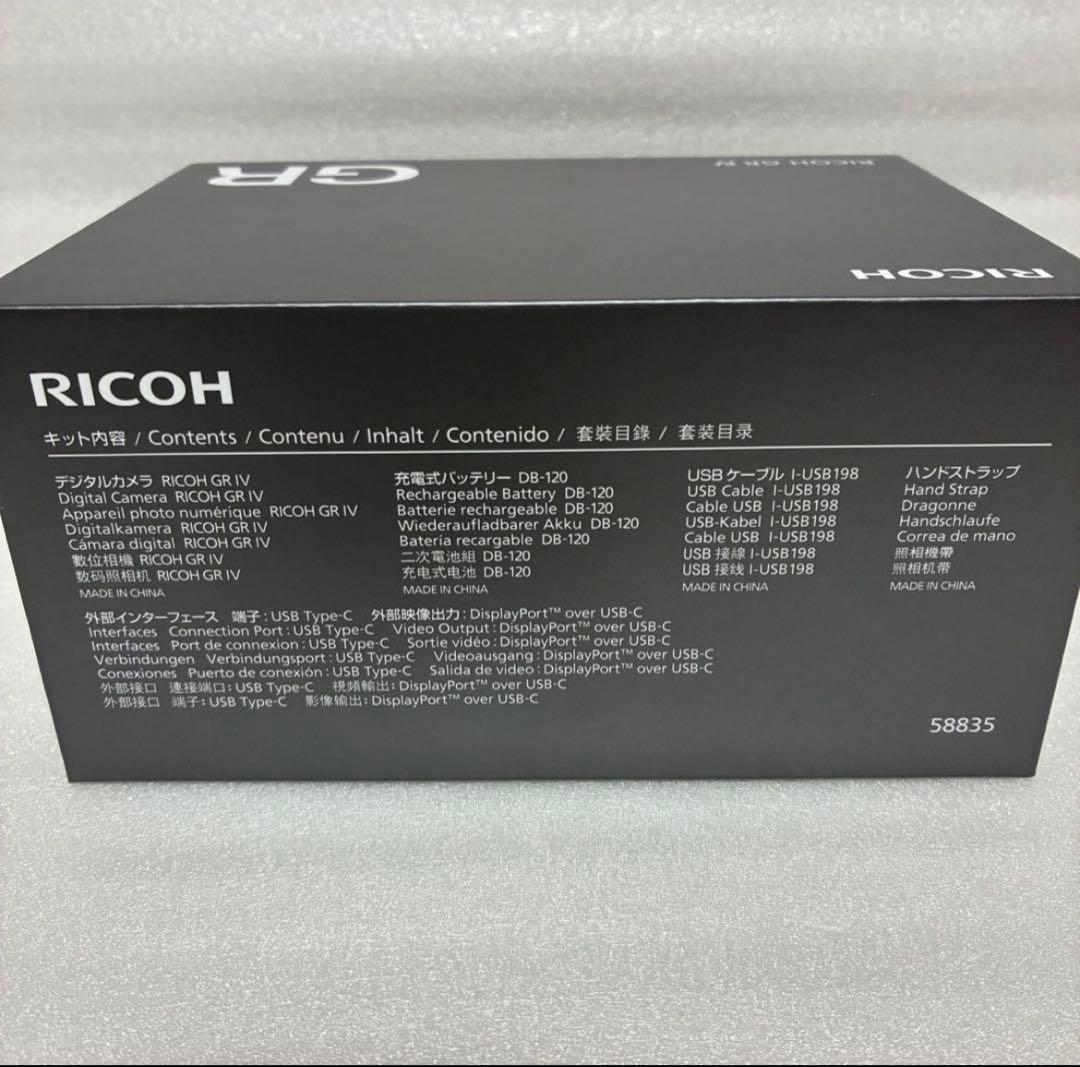 GR
RICOH GR IV
RICOH
RICOH
キット内容 / Contents / Contenu / Inhalt / Contenido / 套裝目錄 / 套装目录
デジタルカメラ RICOH GR IV
Digital Camera RICOH GR IV
Appareil photo numérique RICOH GR IV
Digitalkamera RICOH GR IV
Cámara digital RICOH GR IV
數位相機 RICOH GR IV
数码照相机 RICOH GR IV
MADE IN CHINA
充電式バッテリー DB-120
Rechargeable Battery DB-120
Batterie rechargeable DB-120
Wiederaufladbarer Akku DB-120
Batería recargable DB-120
二次電池組 DB-120
充电式电池 DB-120
MADE IN CHINA
USBケーブル I-USB198
USB Cable I-USB198
Cable USB I-USB198
USB-Kabel I-USB198
Cable USB I-USB198
USB 接線 I-USB198
USB 接线 I-USB198
MADE IN CHINA
ハンドストラップ
Hand Strap
Dragonne
Handschlaufe
Correa de mano
照相機帶
照相机带
MADE IN CHINA
外部インターフェース 端子：USB Type-C 外部映像出力：DisplayPort™ over USB-C
Interfaces Connection Port : USB Type-C Video Output : DisplayPort™ over USB-C
Interfaces Port de connexion : USB Type-C Sortie vidéo : DisplayPort™ over USB-C
Verbindungen Verbindungsport : USB Type-C Videoausgang : DisplayPort™ over USB-C
Conexiones Puerto de conexión : USB Type-C Salida de video : DisplayPort™ over USB-C
外部接口 連接端口：USB Type-C 視頻輸出：DisplayPort™ over USB-C
外部接口 端子：USB Type-C 影像输出：DisplayPort™ over USB-C
58835